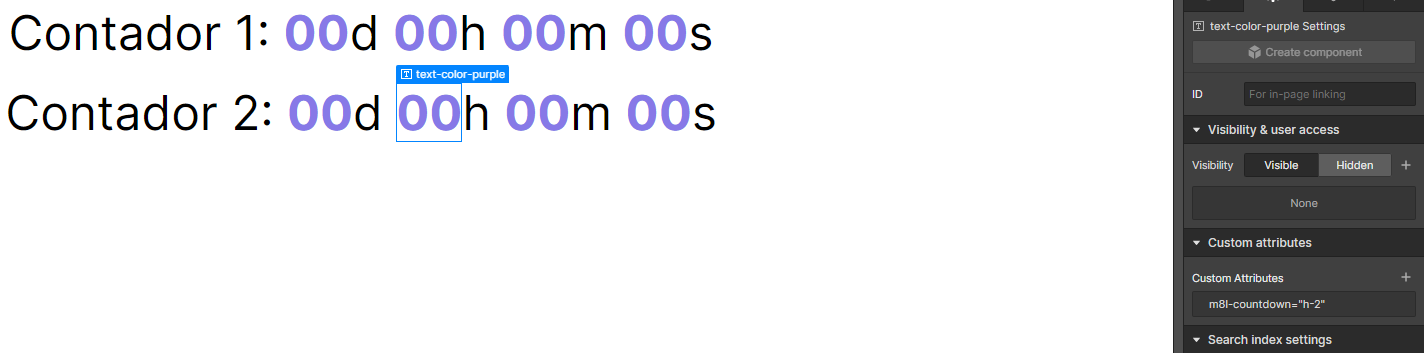 Contador 1: 00d 00h 00m 00s
text-color-purple
Contador 2: 00d 00h 00m 00s
text-color-purple Settings
Create component
ID
For in-page linking
Visibility & user access
Visibility
Visible
Hidden
None
Custom attributes
Custom Attributes
m8l-countdown="h-2"
Search index settings